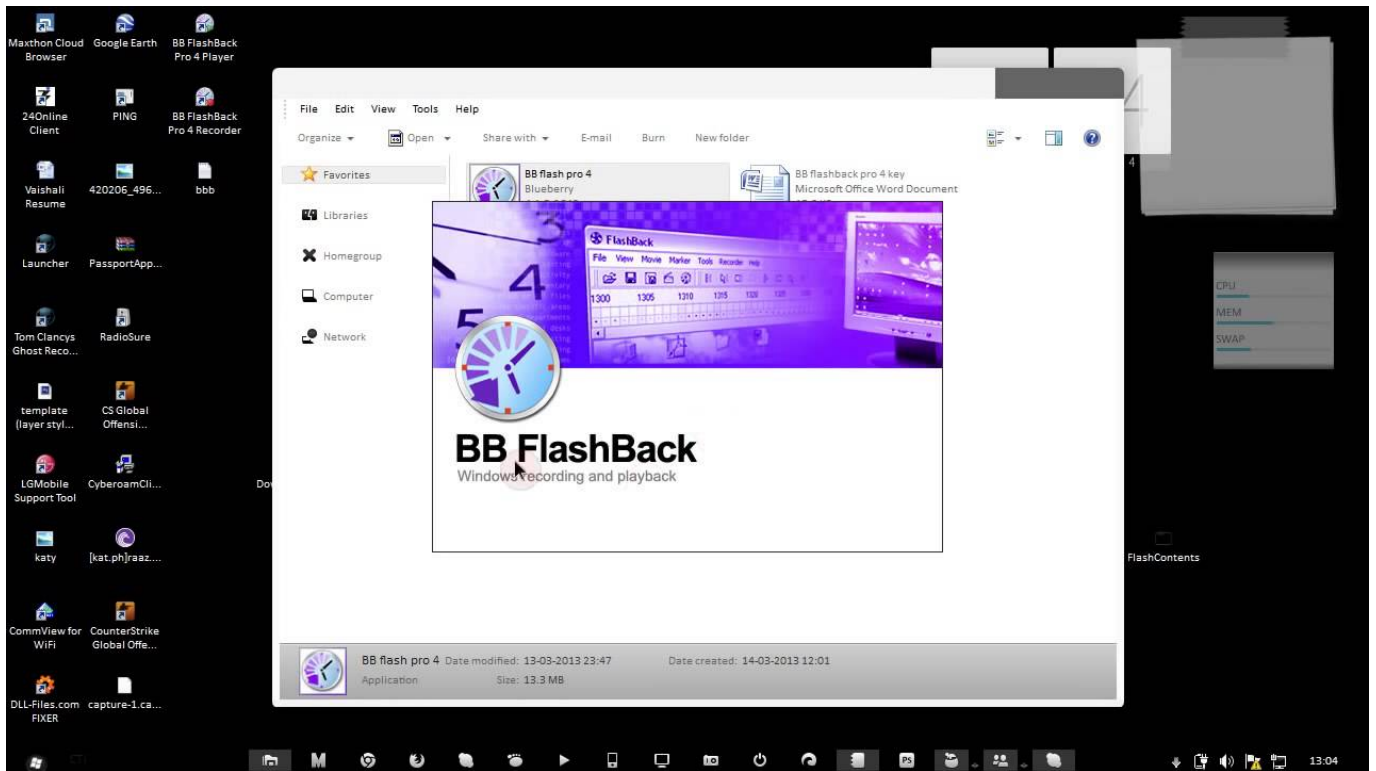 Maxthon Cloud
Browser
Google Earth
BB FlashBack
Pro 4 Player
24Online
Client
PING
BB FlashBack
Pro 4 Recorder
Vaishali
Resume
420206_496...
bbb
Launcher
PassportApp...
Tom Clancys
Ghost Reco...
RadioSure
template
(layer styl...
CS Global
Offensi...
LGMobile
Support Tool
CyberoamCli...
katy
[kat.ph]raaz....
CommView for
WiFi
CounterStrike
Global Offe...
DLL-Files.com
FIXER
capture-1.ca...
File Edit View Tools Help
Organize Open Share with E-mail Burn New folder
Favorites
Libraries
Homegroup
Computer
Network
BB flash pro 4
Blueberry
BB flashback pro 4 key
Microsoft Office Word Document
FlashBack
File View Movie Marker Tools Recorder Help
1300 1305 1310 1315 1320 1325
3
4
5
BB FlashBack
Windows recording and playback
BB flash pro 4 Date modified: 13-03-2013 23:47 Date created: 14-03-2013 12:01
Application Size: 13.3 MB
4
CPU
MEM
SWAP
FlashContents
M
PS
13:04